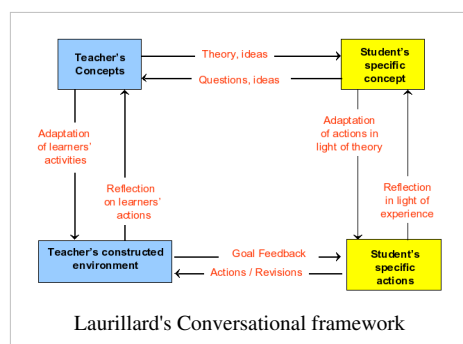 Teacher's
Concepts
Theory, ideas
Questions, ideas
Student's
specific
concept
Adaptation
of learners'
activities
Reflection
on learners'
actions
Adaptation
of actions in
light of theory
Reflection
in light of
experience
Teacher's constructed
environment
Goal Feedback
Actions / Revisions
Student's
specific
actions
Laurillard's Conversational framework